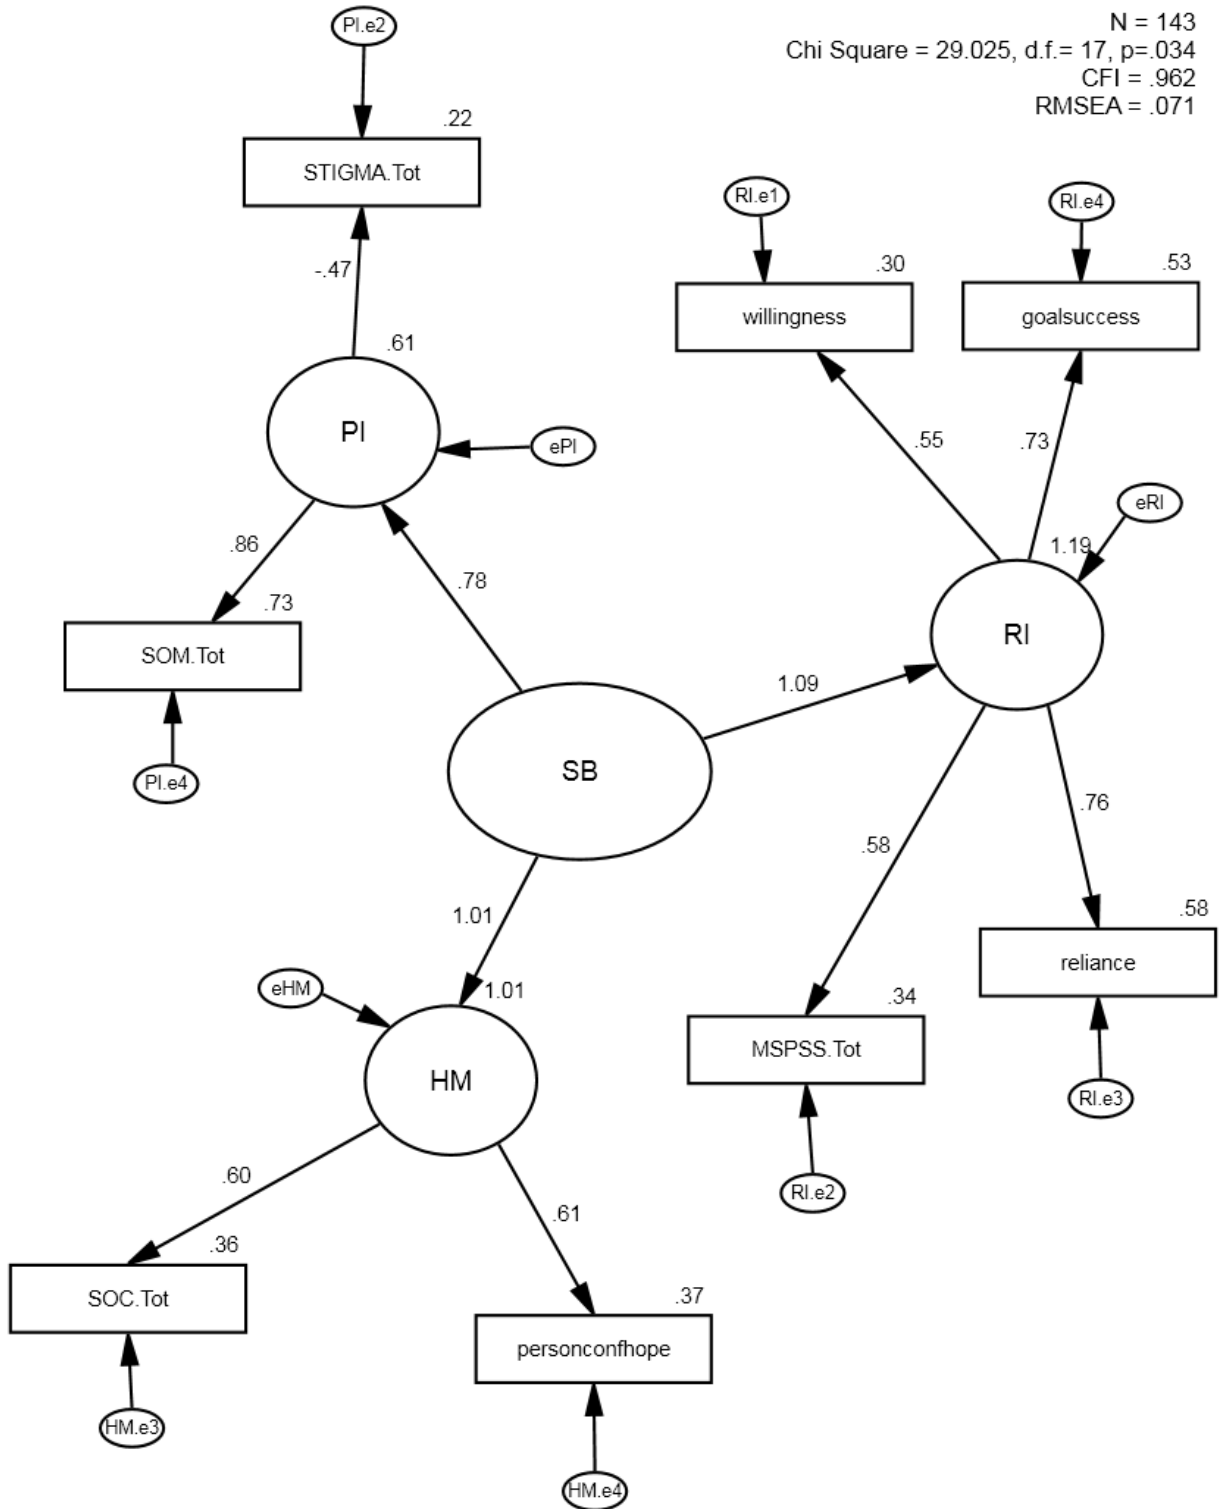 PI.e2
N = 143
Chi Square = 29.025, d.f.= 17, p=.034
CFI = .962
RMSEA = .071
.22
STIGMA.Tot
RI.e1
RI.e4
-.47
.30
.53
willingness
goalsuccess
.61
PI
ePI
.55
.73
eRI
.86
1.19
.78
.73
RI
SOM.Tot
1.09
SB
PI.e4
.76
.58
1.01
.58
reliance
eHM
1.01
.34
MSPSS.Tot
HM
RI.e3
.60
RI.e2
.61
.36
SOC.Tot
.37
personconfhope
HM.e3
HM.e4